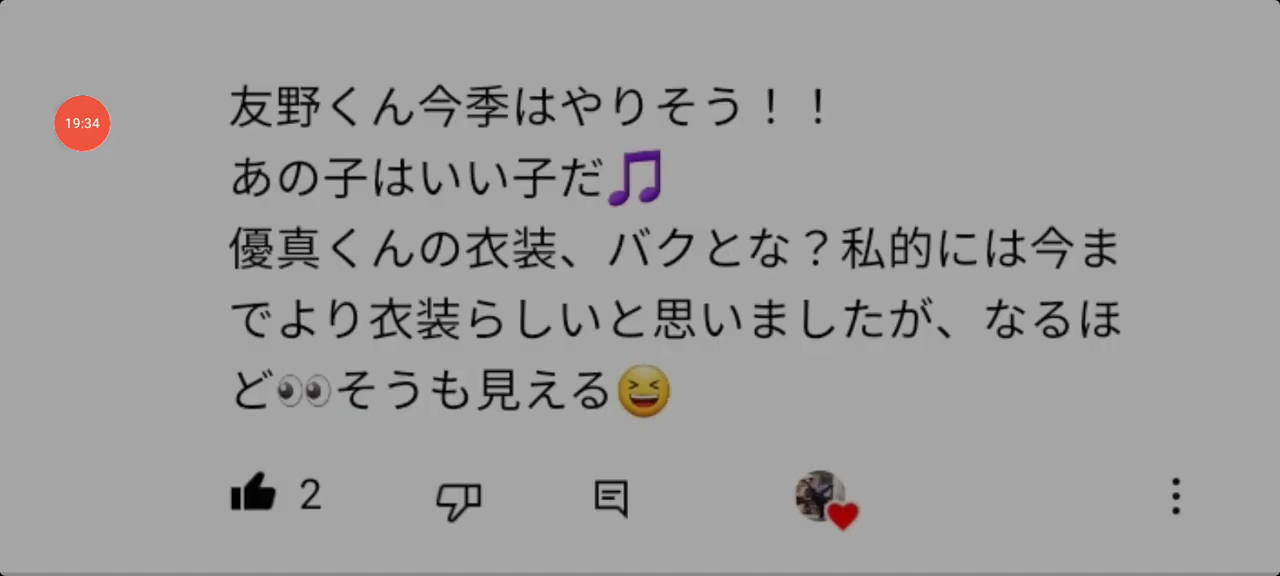 19:34
友野くん今季はやりそう！！
あの子はいい子だ🎵
優真くんの衣装、バクとな？私的には今ま
でより衣装らしいと思いましたが、なるほ
ど👀そうも見える😆
2